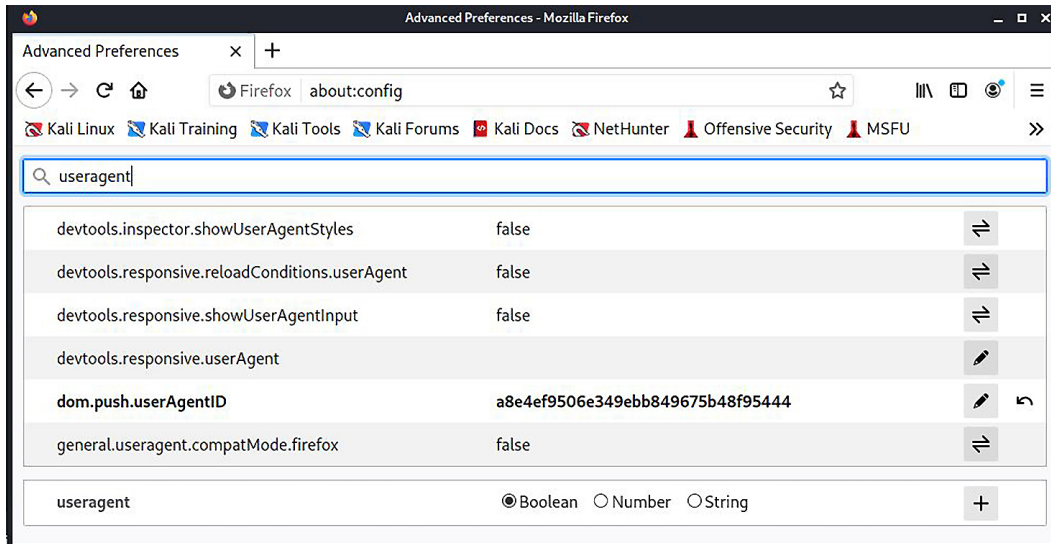 Advanced Preferences - Mozilla Firefox
Advanced Preferences
Firefox about:config
Kali Linux Kali Training Kali Tools Kali Forums Kali Docs NetHunter Offensive Security MSFU
useragent
devtools.inspector.showUserAgentStyles false
devtools.responsive.reloadConditions.userAgent false
devtools.responsive.showUserAgentInput false
devtools.responsive.userAgent
dom.push.userAgentID a8e4ef9506e349ebb849675b48f95444
general.useragent.compatMode.firefox false
useragent Boolean Number String